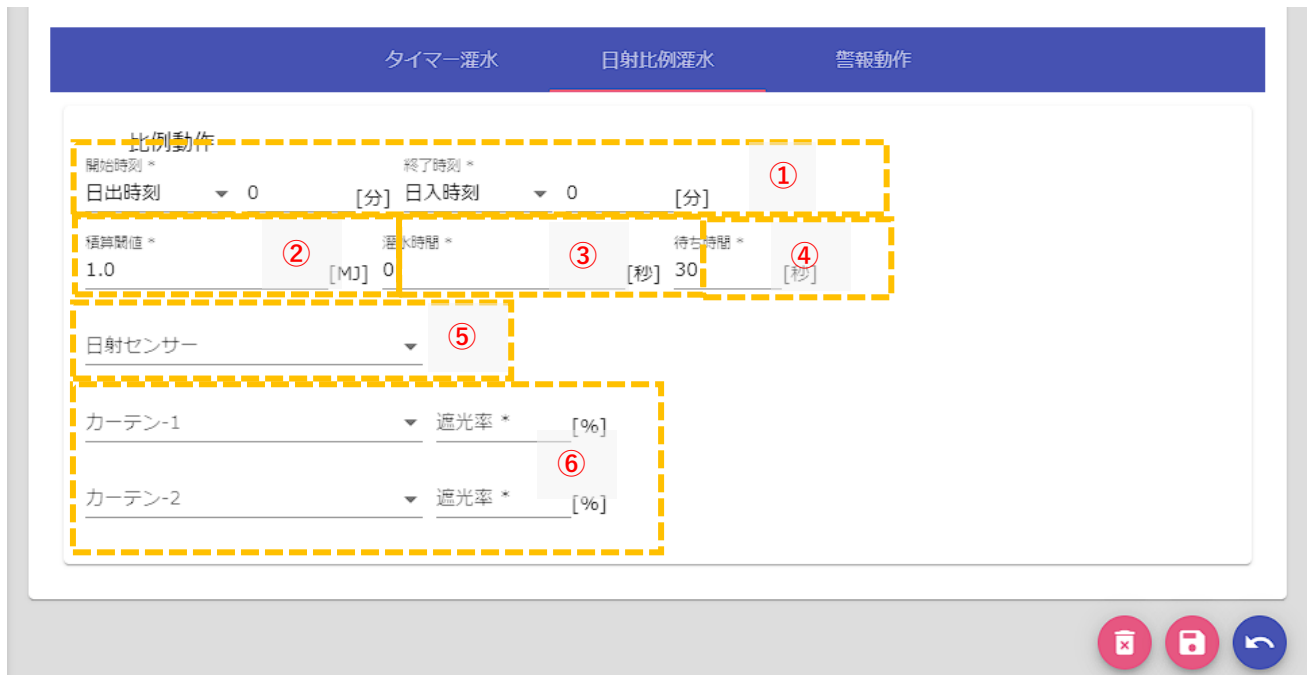 タイマー灌水 日射比例灌水 警報動作
比例動作
開始時刻 * 終了時刻 * ①
日出時刻 0 [分] 日入時刻 0 [分]
積算閾値 * ② 灌水時間 * ③ 待ち時間 * ④
1.0 [MJ] 0 [秒] 30 [秒]
日射センサー ⑤
カーテン-1 遮光率 * [%]
⑥
カーテン-2 遮光率 * [%]